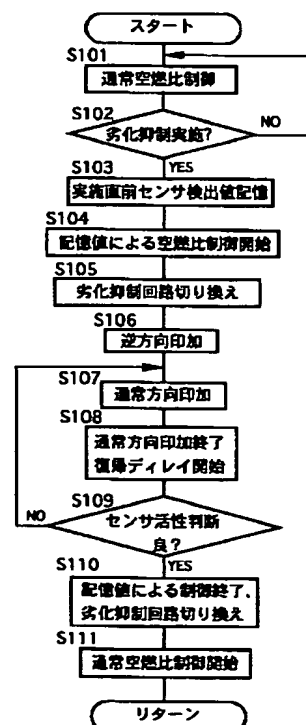 スタート
S101
通常空燃比制御
S102
劣化抑制実施?
NO
S103
YES
実施直前センサ検出値記憶
S104
記憶値による空燃比制御開始
S105
劣化抑制回路切り換え
S106
逆方向印加
S107
通常方向印加
S108
通常方向印加終了
復帰ディレイ開始
S109
NO
センサ活性判断
良?
S110
YES
記憶値による制御終了、
劣化抑制回路切り換え
S111
通常空燃比制御開始
リターン